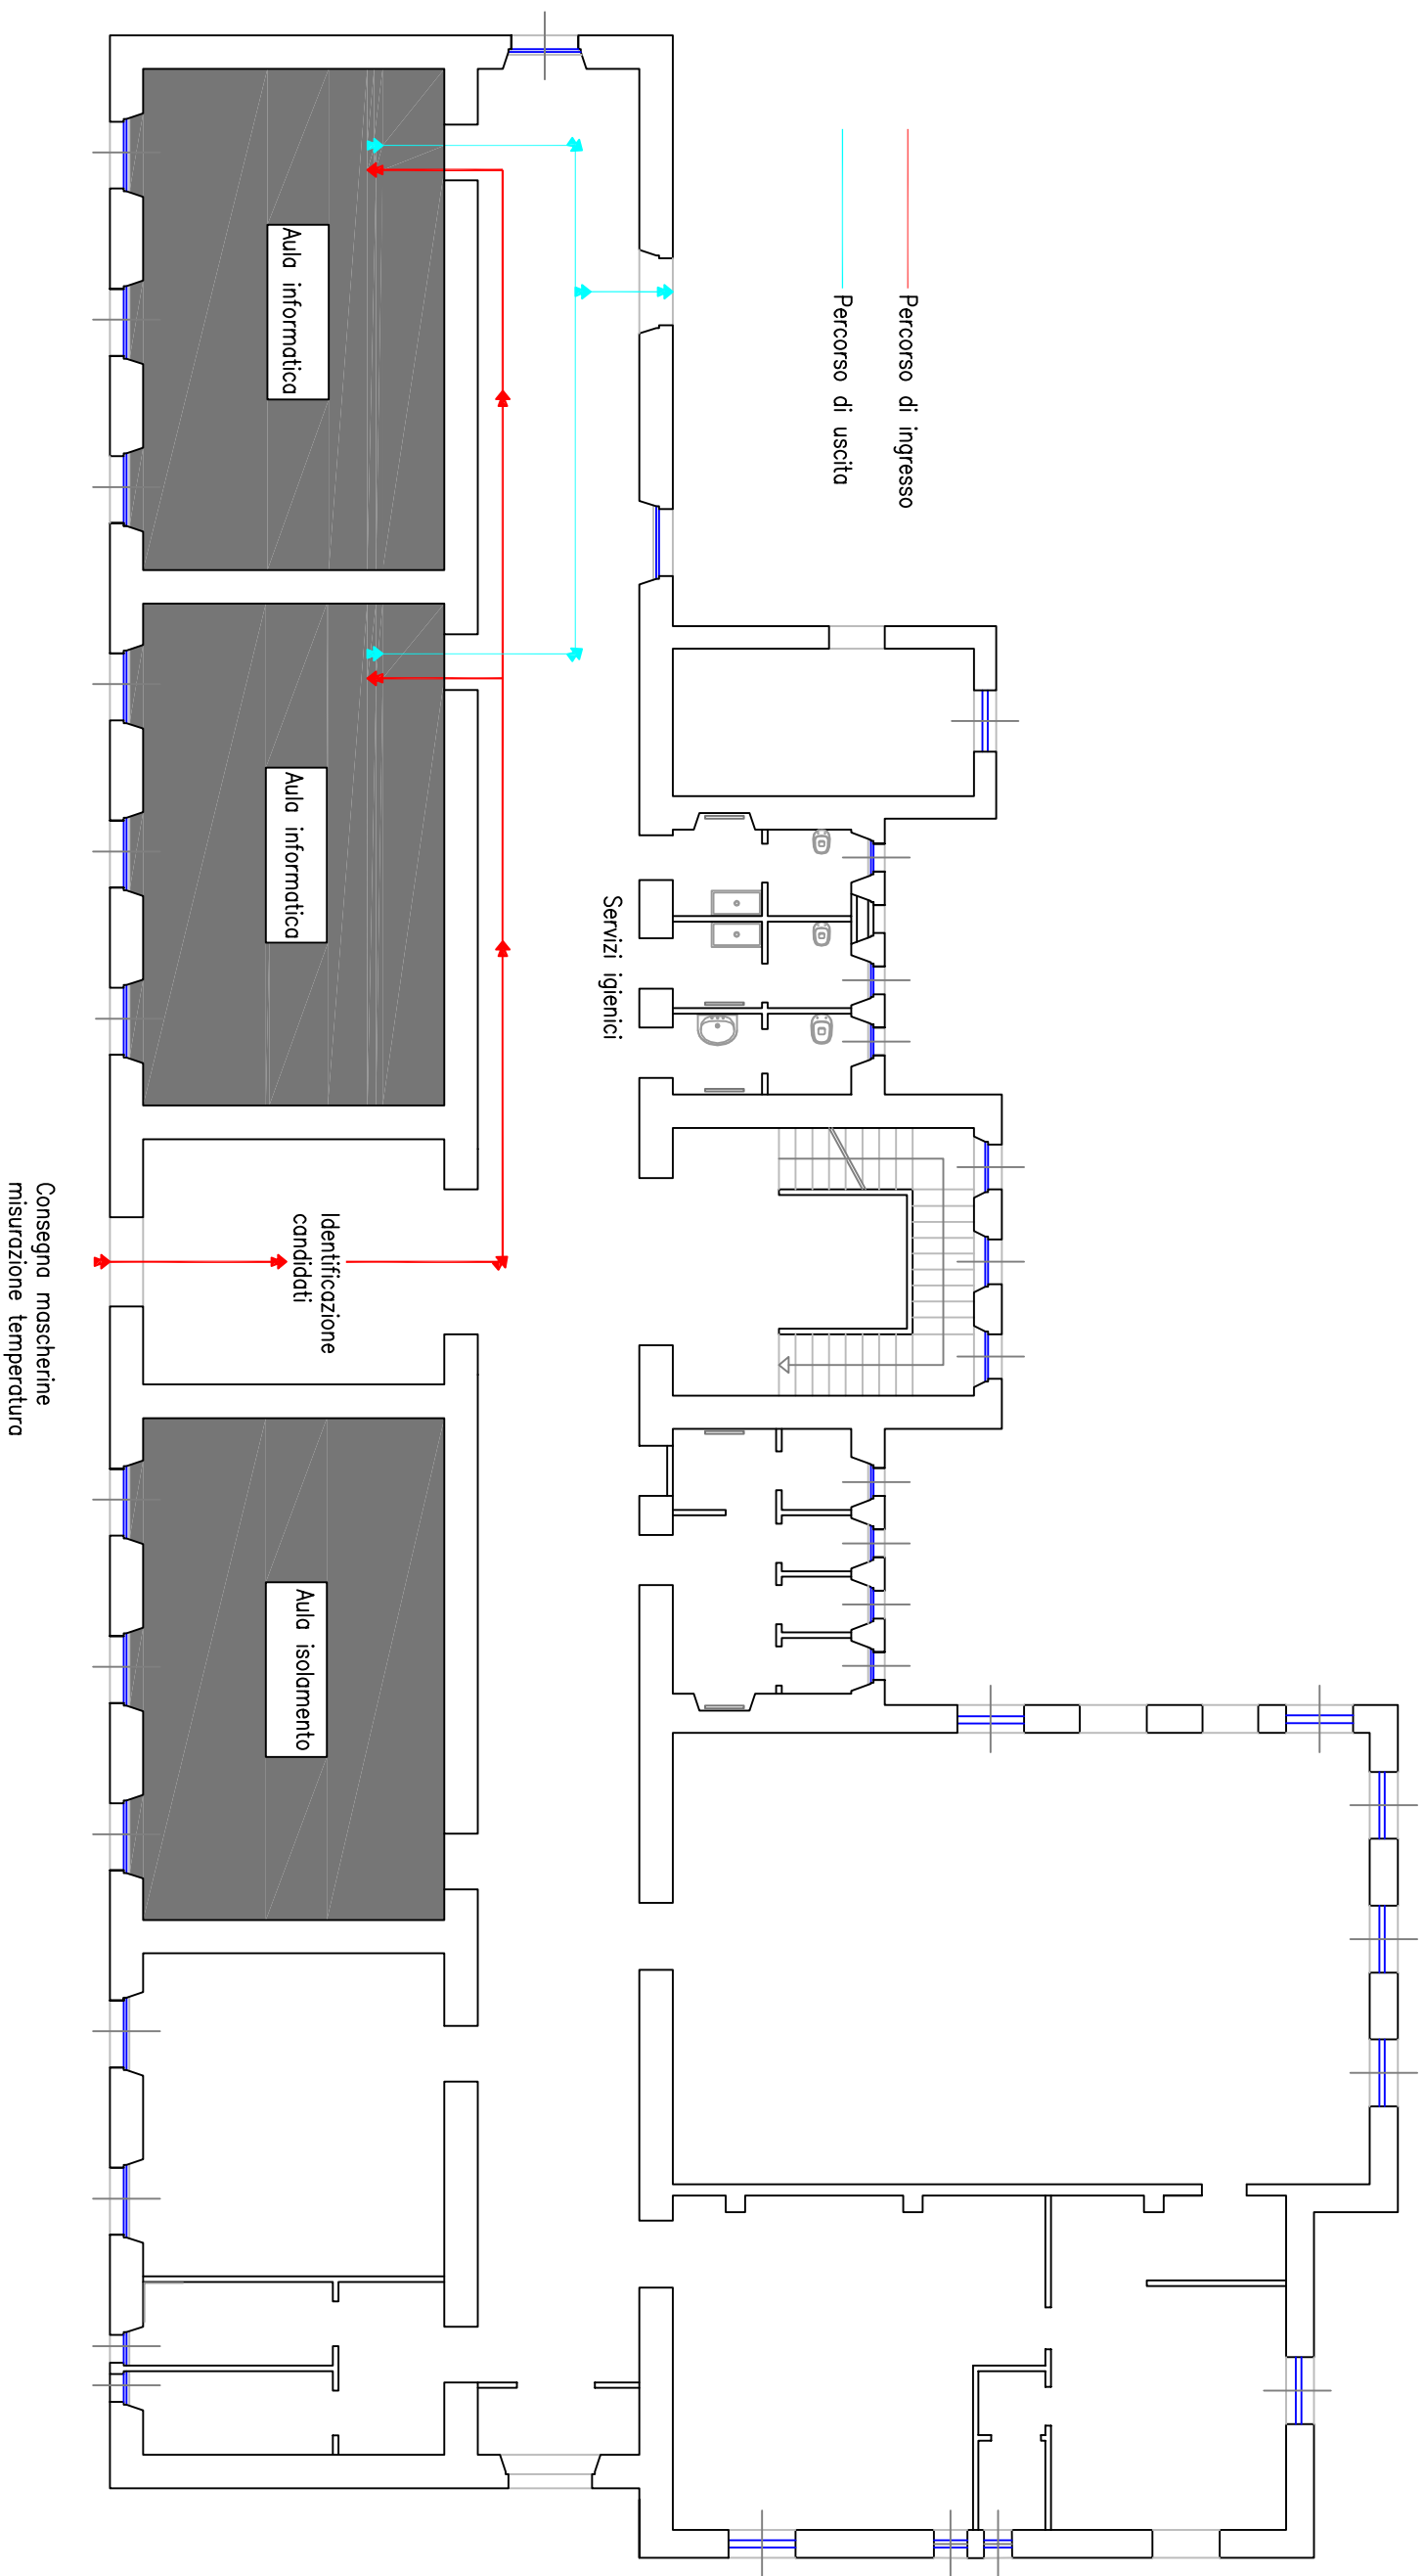 Percorso di ingresso
Percorso di uscita
Servizi igienici
Aula informatica
Aula informatica
Identificazione
candidati
Aula isolamento
Consegna mascherine
misurazione temperatura